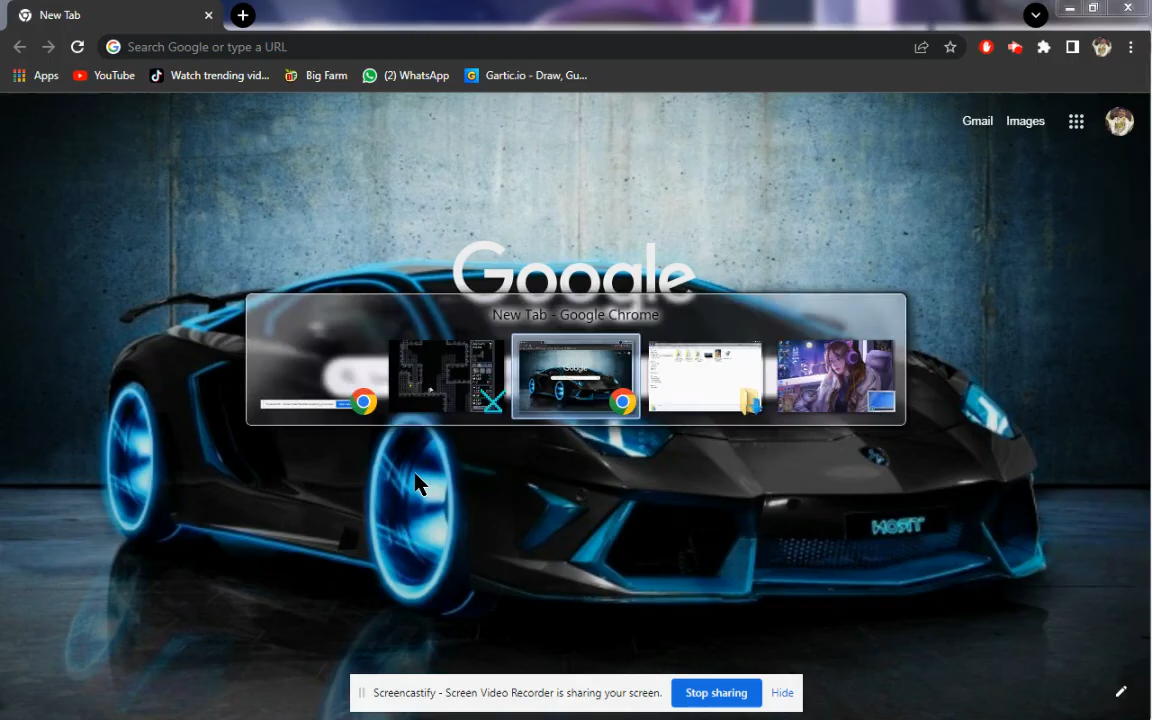 New Tab
Search Google or type a URL
Apps
YouTube
Watch trending vid...
Big Farm
(2) WhatsApp
Gartic.io - Draw, Gu...
Gmail
Images
Google
New Tab - Google Chrome
Screencastify - Screen Video Recorder is sharing your screen.
Stop sharing
Hide